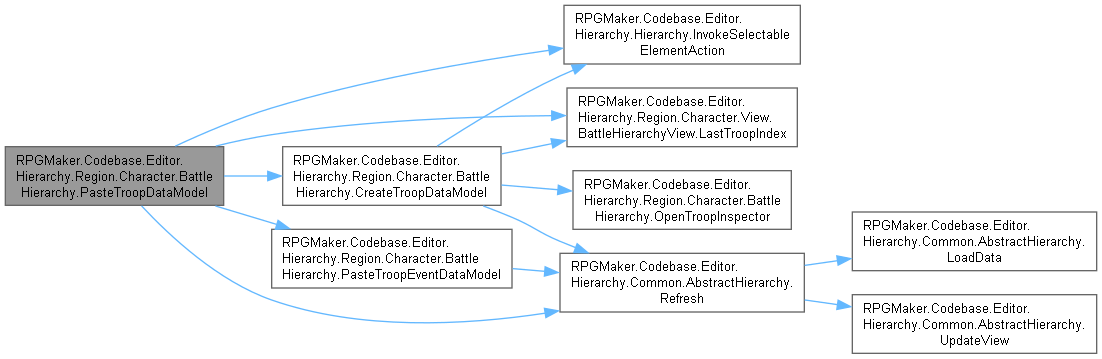 RPGMaker.Codebase.Editor.
Hierarchy.Region.Character.Battle
Hierarchy.PasteTroopDataModel
RPGMaker.Codebase.Editor.
Hierarchy.Hierarchy.InvokeSelectable
ElementAction
RPGMaker.Codebase.Editor.
Hierarchy.Region.Character.View.
BattleHierarchyView.LastTroopIndex
RPGMaker.Codebase.Editor.
Hierarchy.Region.Character.Battle
Hierarchy.CreateTroopDataModel
RPGMaker.Codebase.Editor.
Hierarchy.Region.Character.Battle
Hierarchy.OpenTroopInspector
RPGMaker.Codebase.Editor.
Hierarchy.Region.Character.Battle
Hierarchy.PasteTroopEventDataModel
RPGMaker.Codebase.Editor.
Hierarchy.Common.AbstractHierarchy.
Refresh
RPGMaker.Codebase.Editor.
Hierarchy.Common.AbstractHierarchy.
LoadData
RPGMaker.Codebase.Editor.
Hierarchy.Common.AbstractHierarchy.
UpdateView